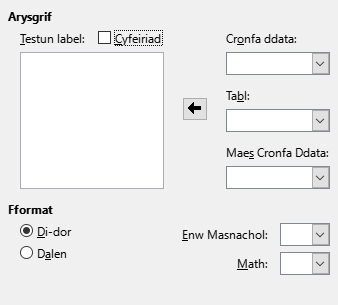 Arysgrif
Testun label: Cyfeiriad
Cronfa ddata:
Tabl:
Maes Cronfa Ddata:
Fformat
Di-dor
Dalen
Enw Masnachol:
Math: